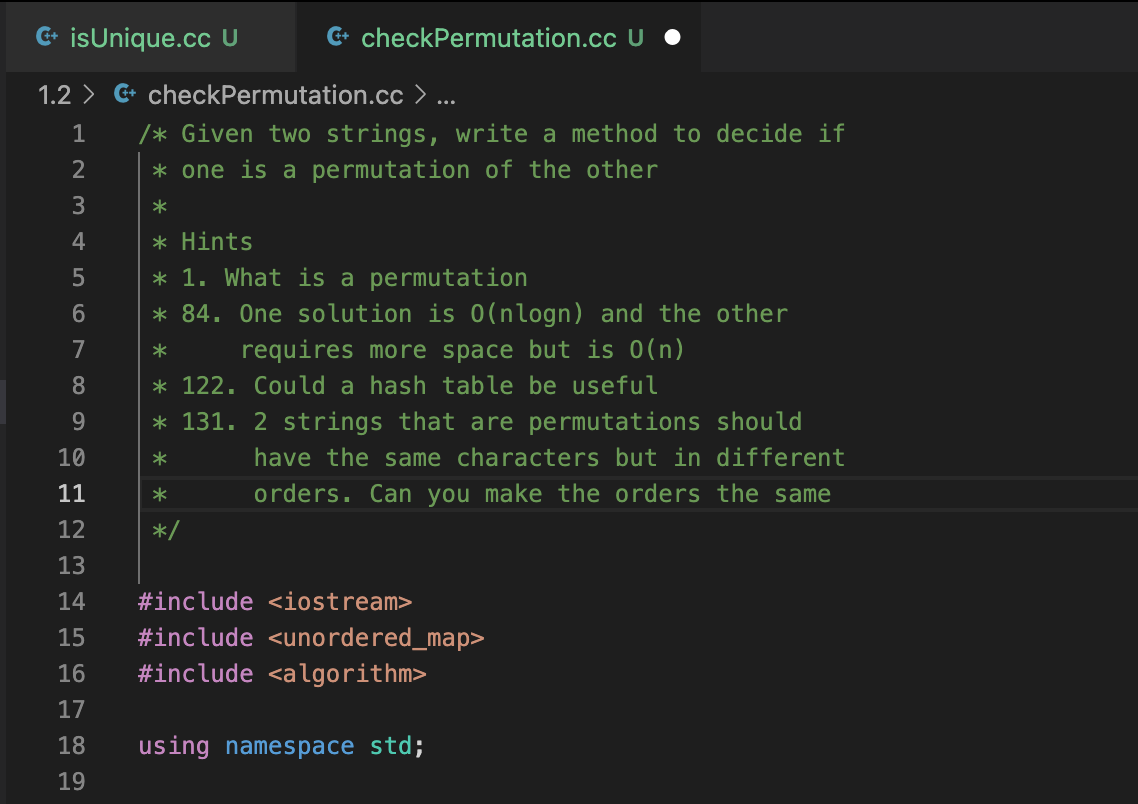 isUnique.cc U
checkPermutation.cc U
1.2 > checkPermutation.cc > ...
1 /* Given two strings, write a method to decide if
2 * one is a permutation of the other
3 *
4 * Hints
5 * 1. What is a permutation
6 * 84. One solution is O(nlogn) and the other
7 *     requires more space but is O(n)
8 * 122. Could a hash table be useful
9 * 131. 2 strings that are permutations should
10 *      have the same characters but in different
11 *      orders. Can you make the orders the same
12 */
13
14 #include <iostream>
15 #include <unordered_map>
16 #include <algorithm>
17
18 using namespace std;
19